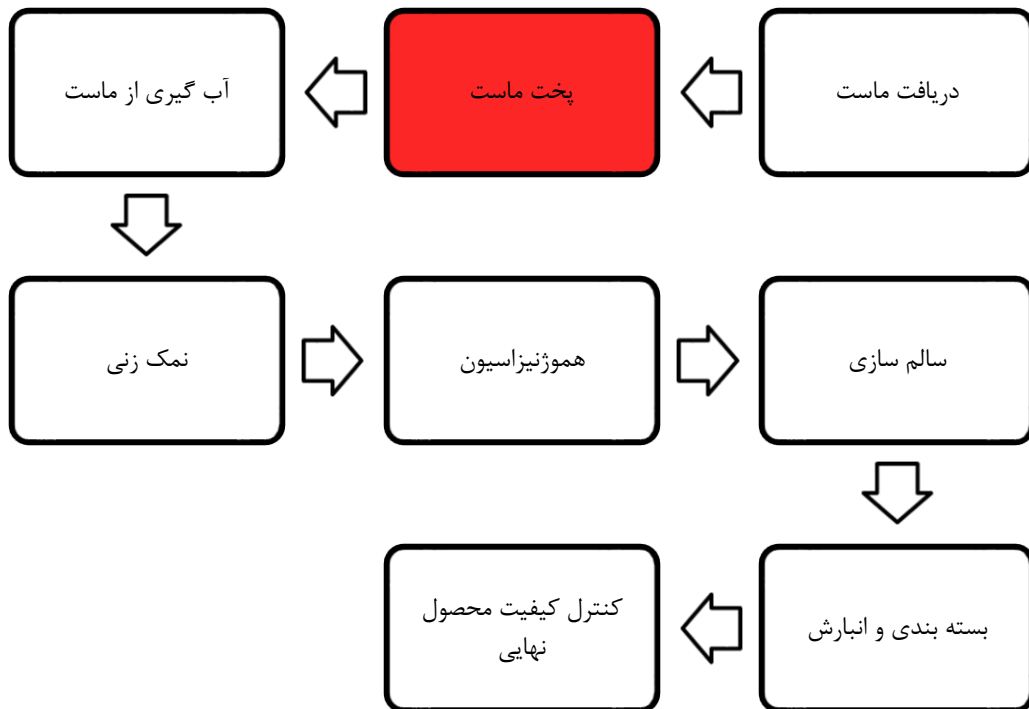 دریافت ماست
پخت ماست
آب گیری از ماست
نمک زنی
هموژنیزاسیون
سالم سازی
بسته بندی و انبارش
کنترل کیفیت محصول
نهایی